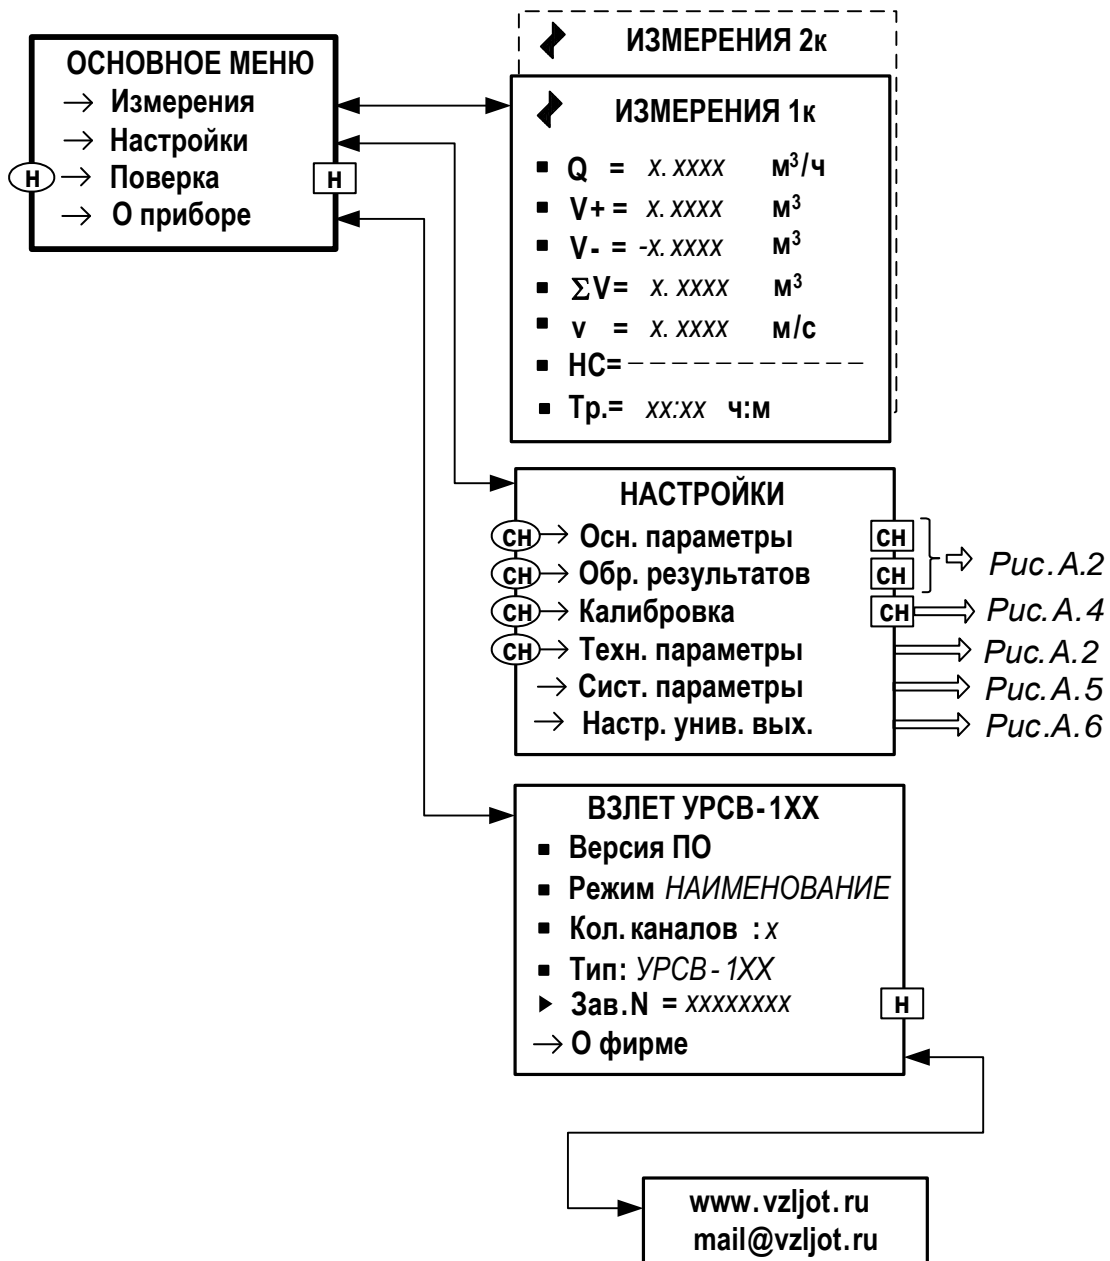 ОСНОВНОЕ МЕНЮ
→ Измерения
→ Настройки
Н → Поверка Н
→ О приборе
ИЗМЕРЕНИЯ 2к
ИЗМЕРЕНИЯ 1к
Q = x. xxxx м³/ч
V+ = x. xxxx м³
V- = -x. xxxx м³
ΣV= x. xxxx м³
v = x. xxxx м/с
НС= – – – – – – – – – – –
Тр.= xx:xx ч:м
НАСТРОЙКИ
СН → Осн. параметры СН
СН → Обр. результатов СН
Рис. А.2
СН → Калибровка СН Рис. А.4
СН → Техн. параметры Рис. А.2
→ Сист. параметры Рис. А.5
→ Настр. унив. вых. Рис. А.6
ВЗЛЕТ УРСВ-1ХХ
Версия ПО
Режим НАИМЕНОВАНИЕ
Кол. каналов : x
Тип: УРСВ - 1ХХ
Зав.N = xxxxxxxx Н
→ О фирме
www.vzljot.ru
mail@vzljot.ru